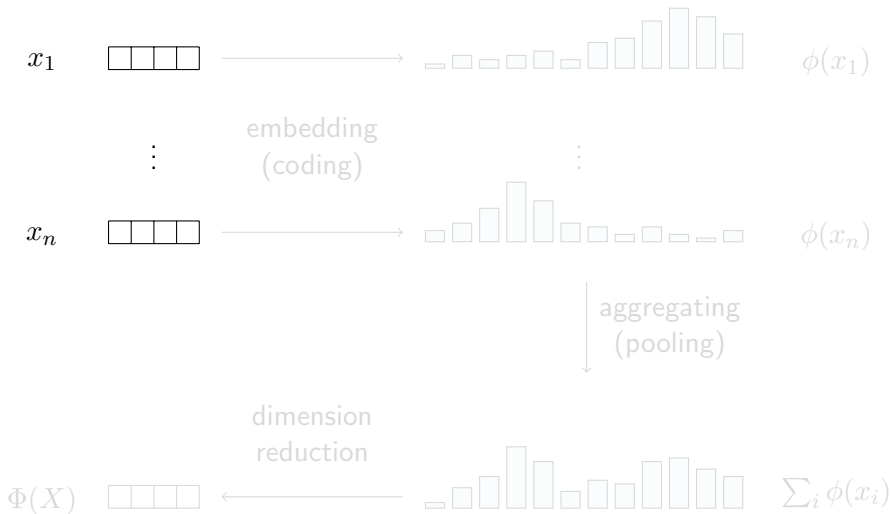 x_1 ϕ(x_1)
embedding
(coding)
⋮ ⋮
x_n ϕ(x_n)
aggregating
(pooling)
dimension
reduction
Φ(X) ∑_i ϕ(x_i)